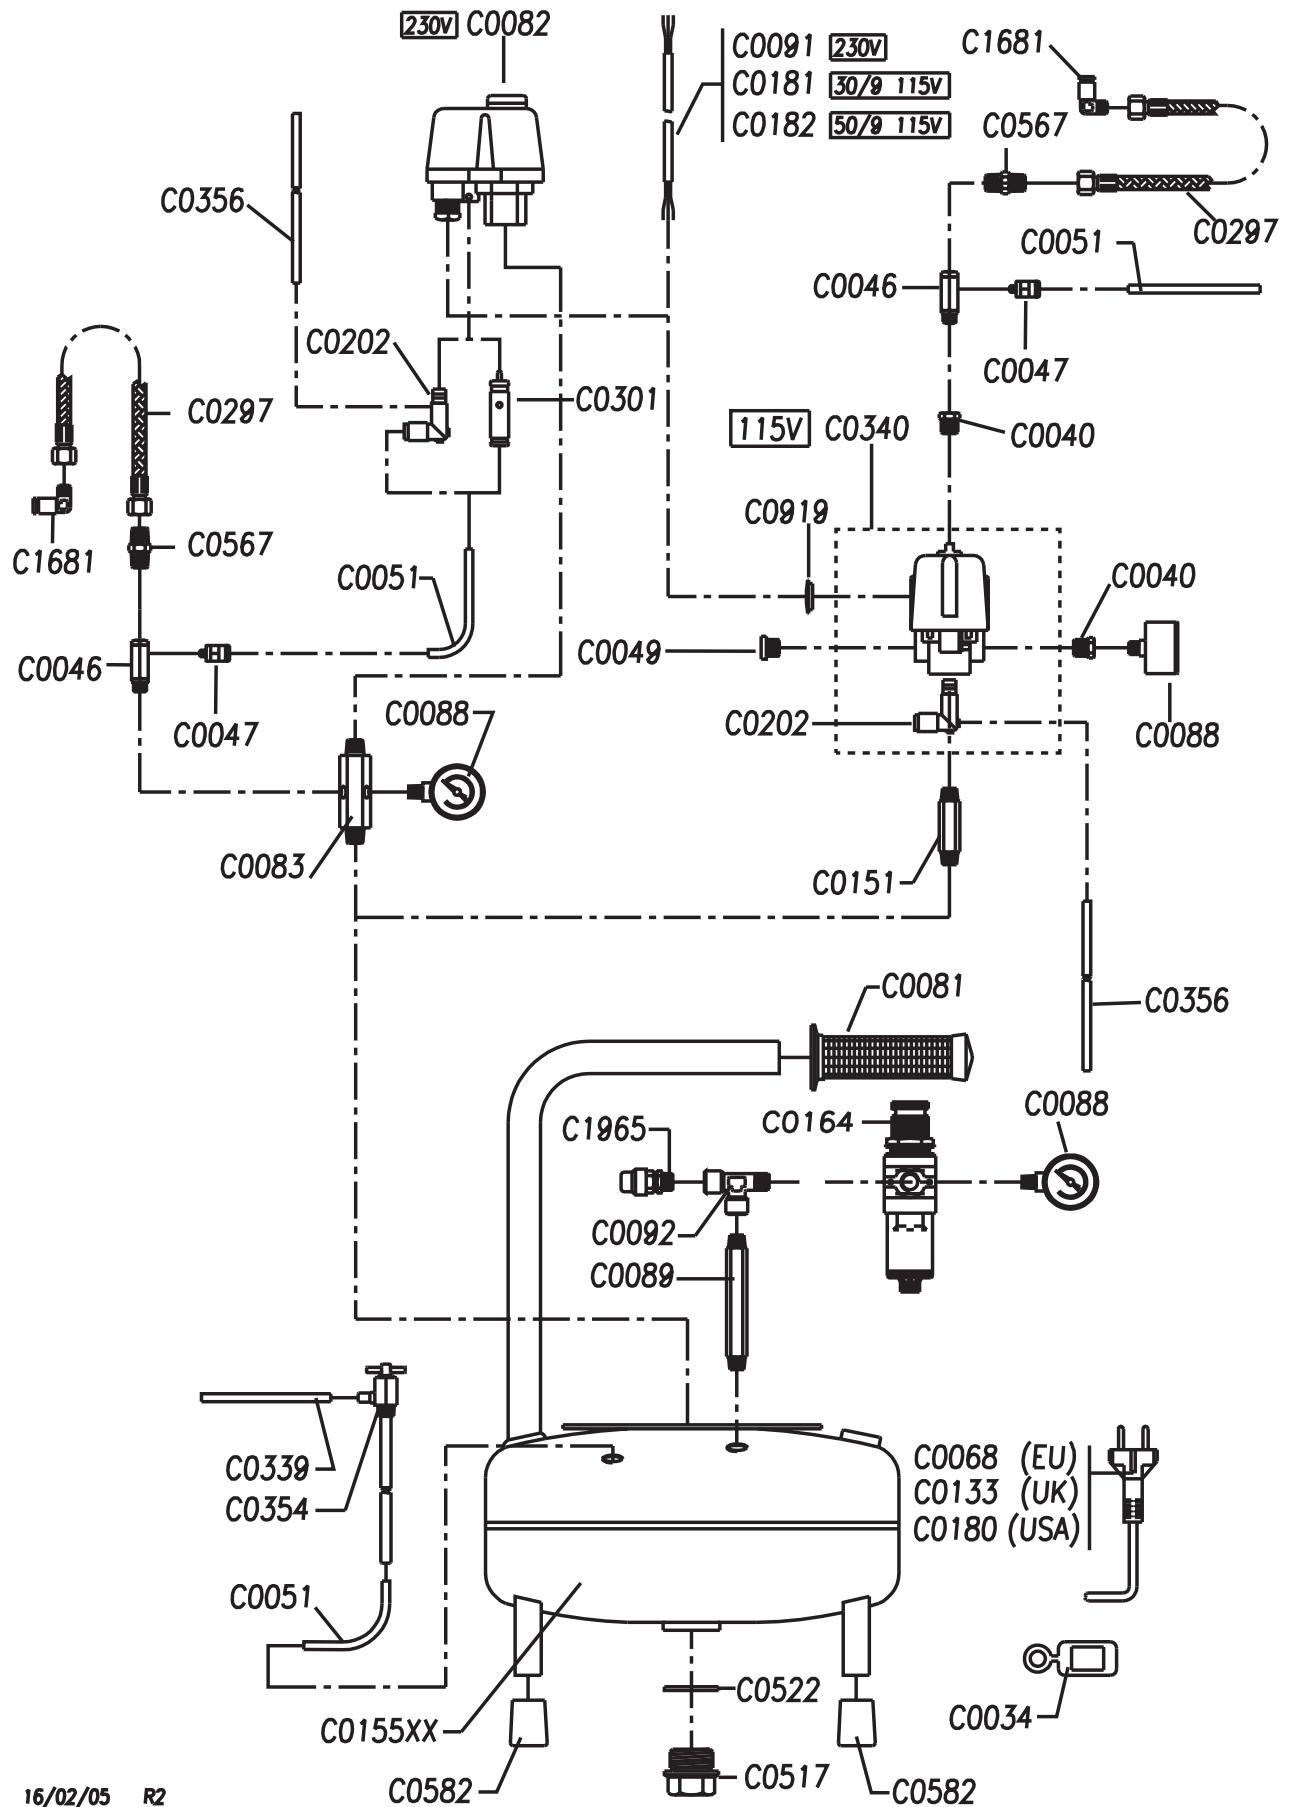 230V C0082
C0091 230V
C0181 30/9 115V
C0182 50/9 115V
C1681
C0567
C0356
C0297
C0051
C0046
C0202
C0047
C0301
C0297
115V C0340
C0040
C0919
C1681
C0567
C0051
C0040
C0049
C0046
C0047
C0088
C0202
C0088
C0083
C0151
C0081
C0356
C0088
C1965
C0164
C0092
C0089
C0339
C0354
C0068 (EU)
C0133 (UK)
C0180 (USA)
C0051
C0522
C0034
C0155XX
C0517
C0582
C0582
16/02/05 R2